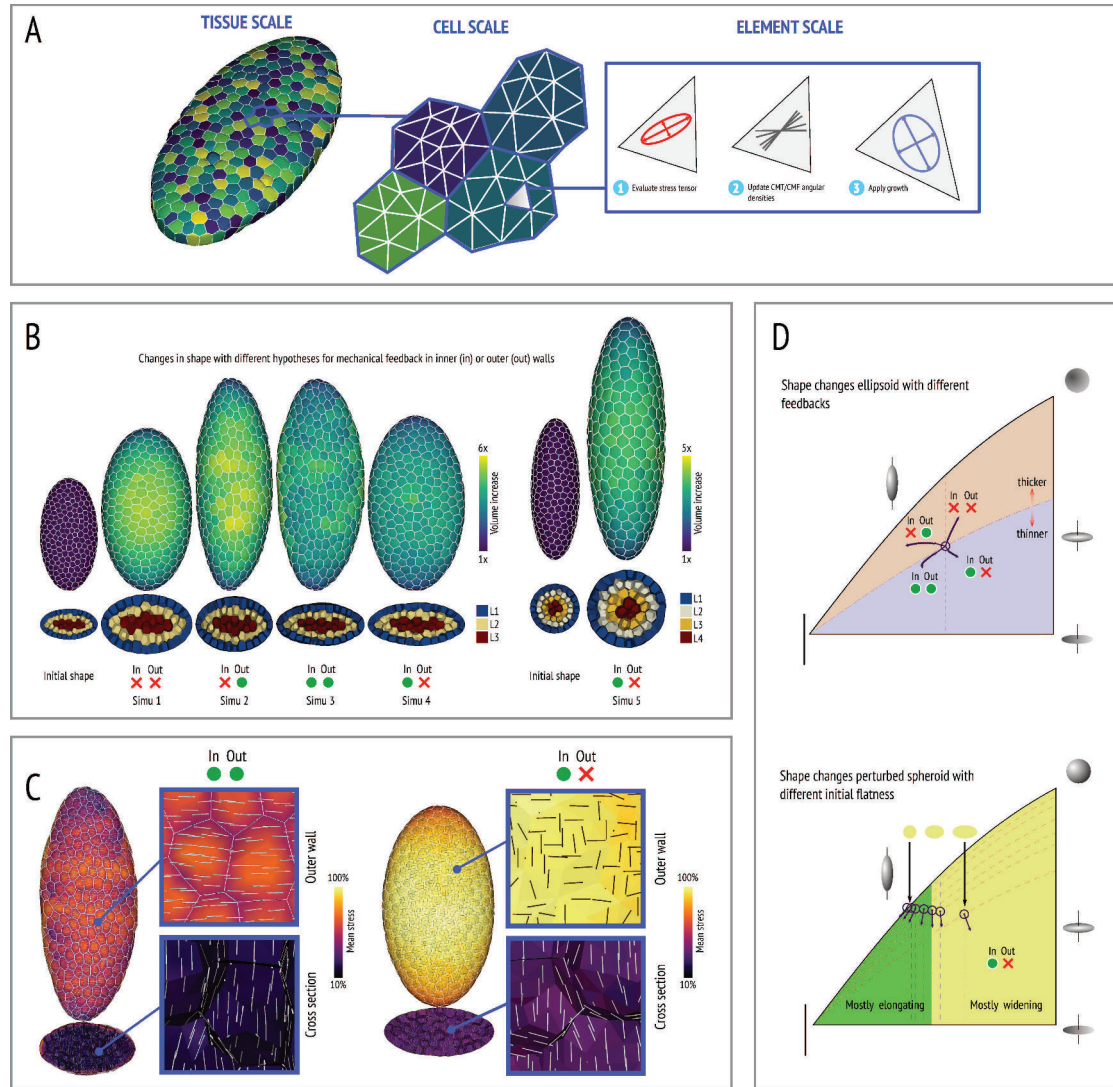 A
TISSUE SCALE
CELL SCALE
ELEMENT SCALE
1 Evaluate stress tensor
2 Update CMT/CMF angular
densities
3 Apply growth
B
Changes in shape with different hypotheses for mechanical feedback in inner (in) or outer (out) walls
6x
Volume increase
1x
5x
Volume increase
1x
L1
L2
L3
L1
L2
L3
L4
Initial shape
In Out
Simu 1
In Out
Simu 2
In Out
Simu 3
In Out
Simu 4
Initial shape
In Out
Simu 5
C
In Out
Outer wall
Cross section
100%
Mean stress
10%
In Out
Outer wall
Cross section
100%
Mean stress
10%
D
Shape changes ellipsoid with different
feedbacks
thicker
thinner
In Out
In Out
In Out
In Out
Shape changes perturbed spheroid with
different initial flatness
In Out
Mostly elongating
Mostly widening